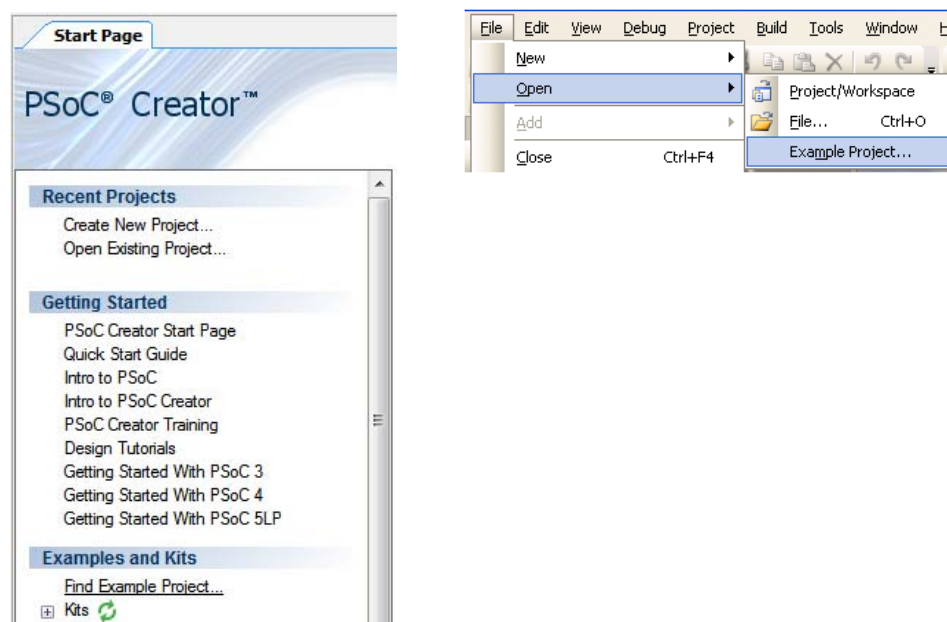 Start Page
PSoC® Creator™
Recent Projects
Create New Project...
Open Existing Project...
Getting Started
PSoC Creator Start Page
Quick Start Guide
Intro to PSoC
Intro to PSoC Creator
PSoC Creator Training
Design Tutorials
Getting Started With PSoC 3
Getting Started With PSoC 4
Getting Started With PSoC 5LP
Examples and Kits
Find Example Project...
Kits
File Edit View Debug Project Build Tools Window
New
Open
Add
Close Ctrl+F4
Project/Workspace
File... Ctrl+O
Example Project...